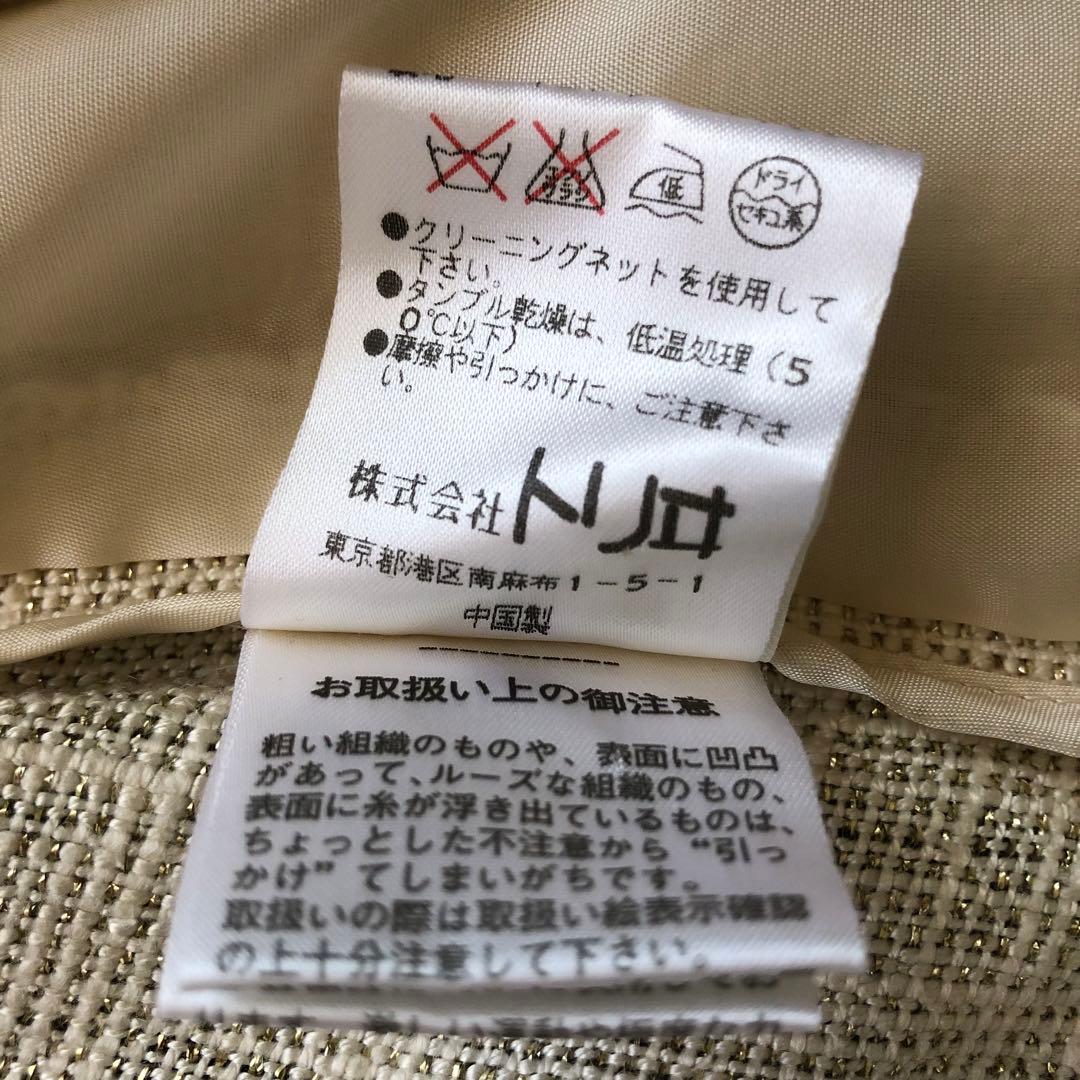 エンソ
サラシ
低
ドライ
セキユ系
●クリーニングネットを使用して
下さい。
●タンブル乾燥は、低温処理（5
0℃以下）
●摩擦や引っかけに、ご注意下さ
い。
株式会社トリロ
東京都港区南麻布1－5－1
中国製
お取扱い上の御注意
粗い組織のものや、表面に凹凸
があって、ルーズな組織のもの、
表面に糸が浮き出ているものは、
ちょっとした不注意から“引っ
かけ”てしまいがちです。
取扱いの際は取扱い絵表示確認
の上十分注意して下さい。